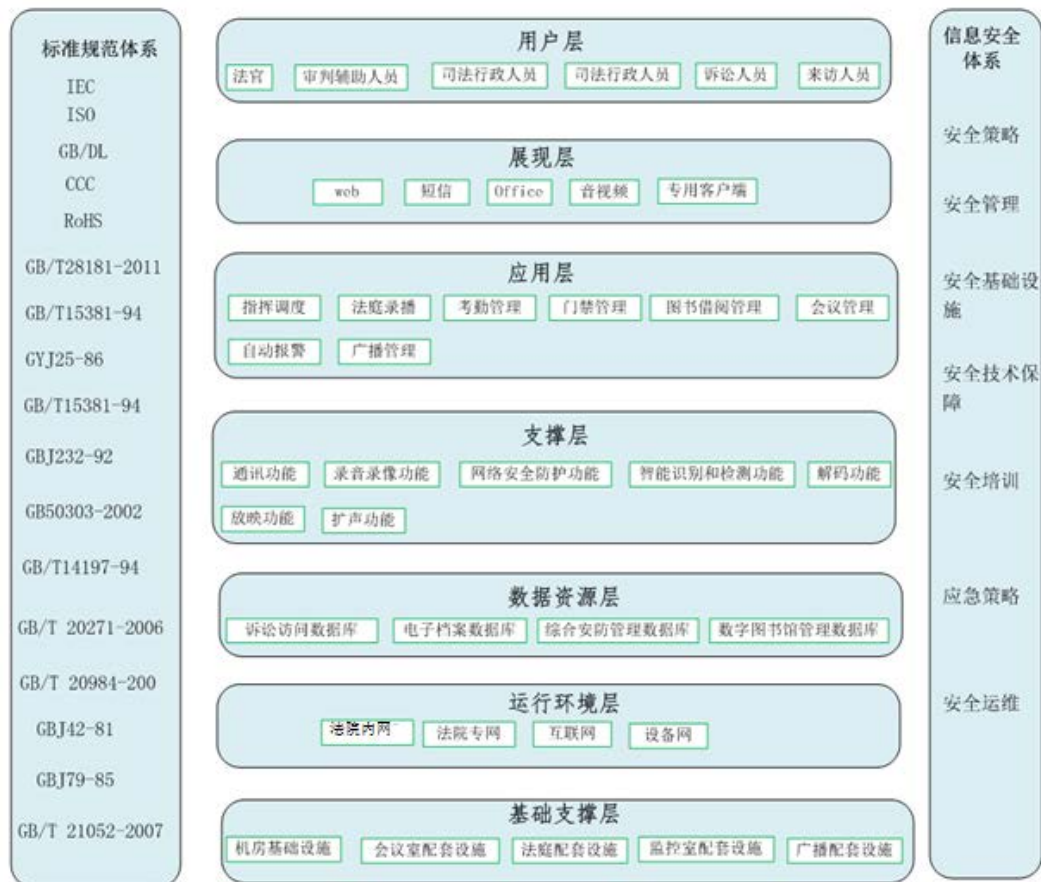 标准规范体系
IEC
ISO
GB/DL
CCC
RoHS
GB/T28181-2011
GB/T15381-94
GYJ25-86
GB/T15381-94
GBJ232-92
GB50303-2002
GB/T14197-94
GB/T 20271-2006
GB/T 20984-200
GBJ42-81
GBJ79-85
GB/T 21052-2007
用户层
法官 审判辅助人员 司法行政人员 司法行政人员 诉讼人员 来访人员
展现层
web 短信 Office 音视频 专用客户端
应用层
指挥调度 法庭录播 考勤管理 门禁管理 图书借阅管理 会议管理
自动报警 广播管理
支撑层
通讯功能 录音录像功能 网络安全防护功能 智能识别和检测功能 解码功能
放映功能 扩声功能
数据资源层
诉讼访问数据库 电子档案数据库 综合安防管理数据库 数字图书馆管理数据库
运行环境层
法院内网 法院专网 互联网 设备网
基础支撑层
机房基础设施 会议室配套设施 法庭配套设施 监控室配套设施 广播配套设施
信息安全
体系
安全策略
安全管理
安全基础设
施
安全技术保
障
安全培训
应急策略
安全运维